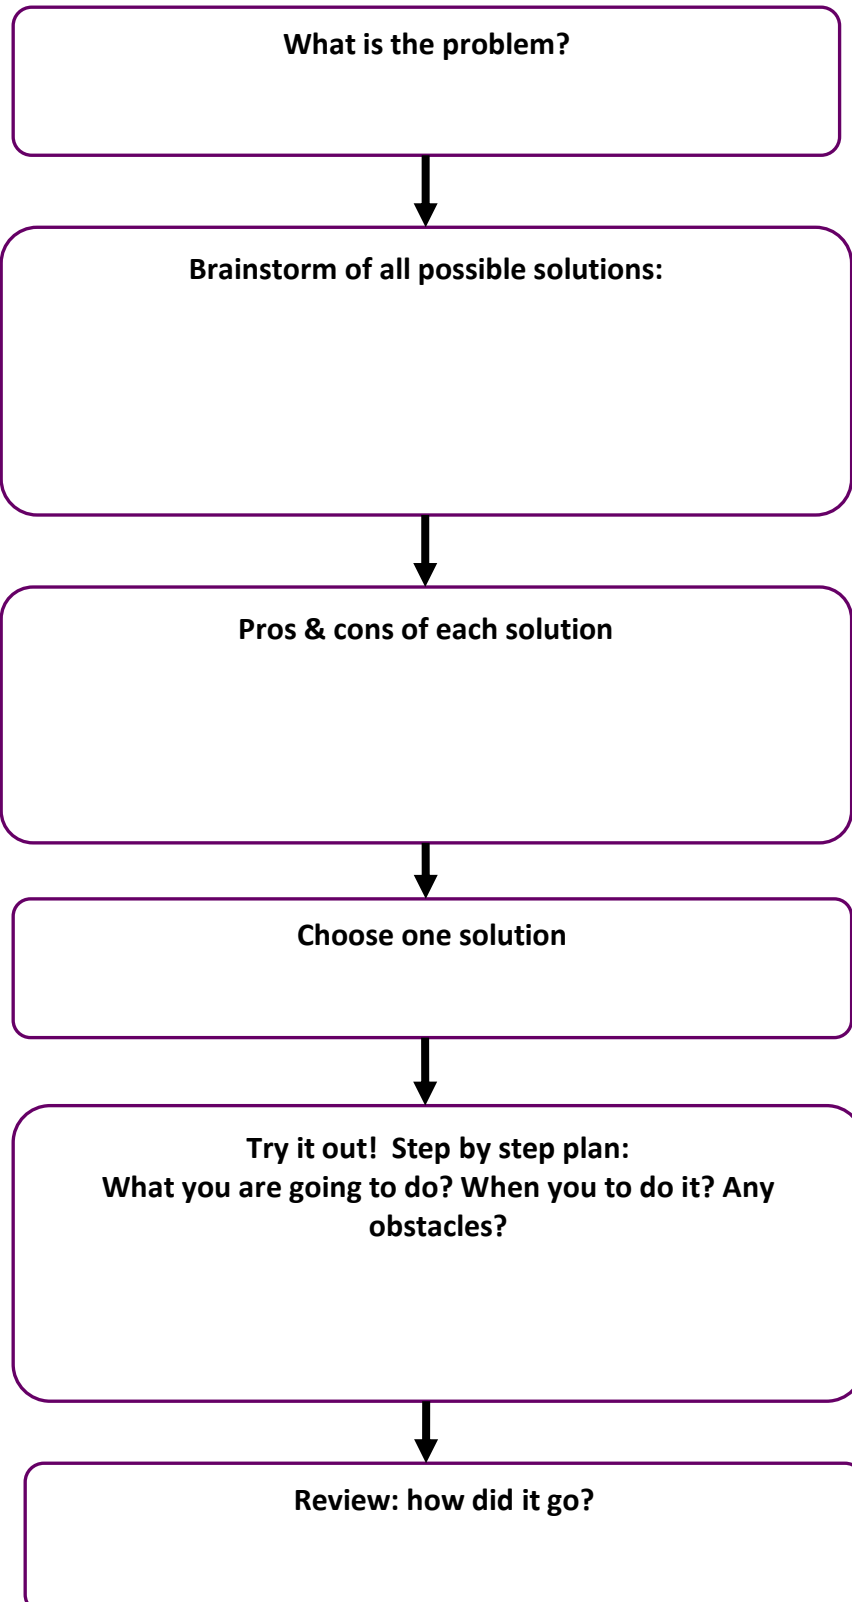 What is the problem?
Brainstorm of all possible solutions:
Pros & cons of each solution
Choose one solution
Try it out!  Step by step plan:
What you are going to do? When you to do it? Any
obstacles?
Review: how did it go?